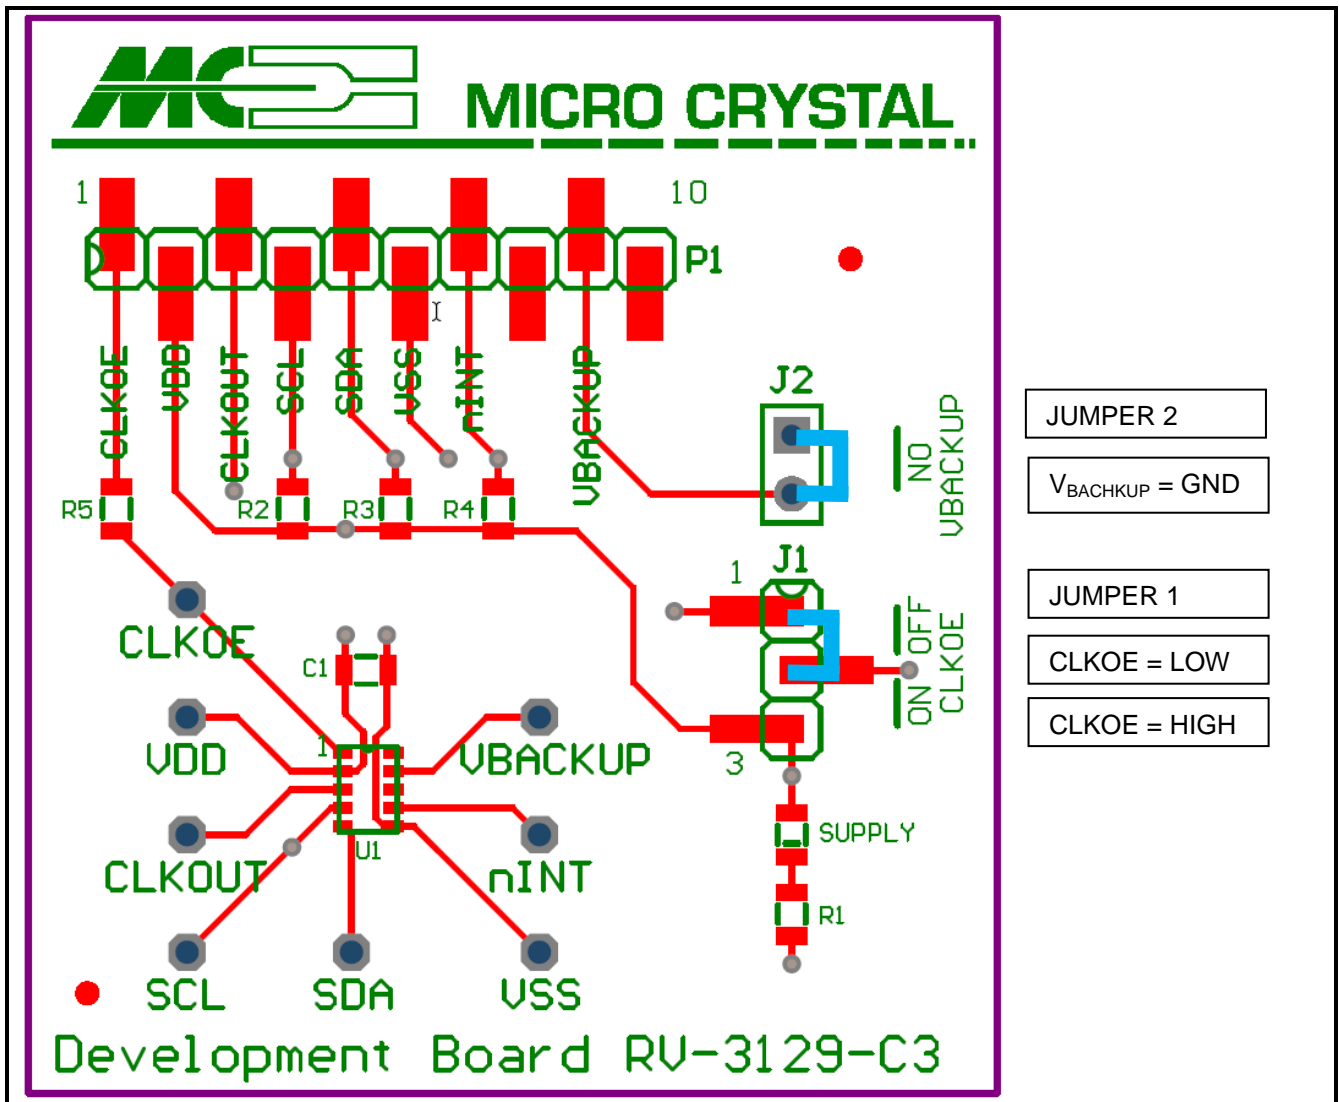 MC MICRO CRYSTAL
1 10
P1
CLKOE VDD CLKOUT SCL SDA VSS nINT VBACKUP
J2
NO VBACKUP
JUMPER 2
VBACHKUP = GND
R5 R2 R3 R4
J1
1
OFF
ON
CLKOE
3
JUMPER 1
CLKOE = LOW
CLKOE = HIGH
CLKOE
C1
VDD
1
VBACKUP
SUPPLY
CLKOUT
U1
nINT
R1
SCL SDA VSS
Development Board RV-3129-C3